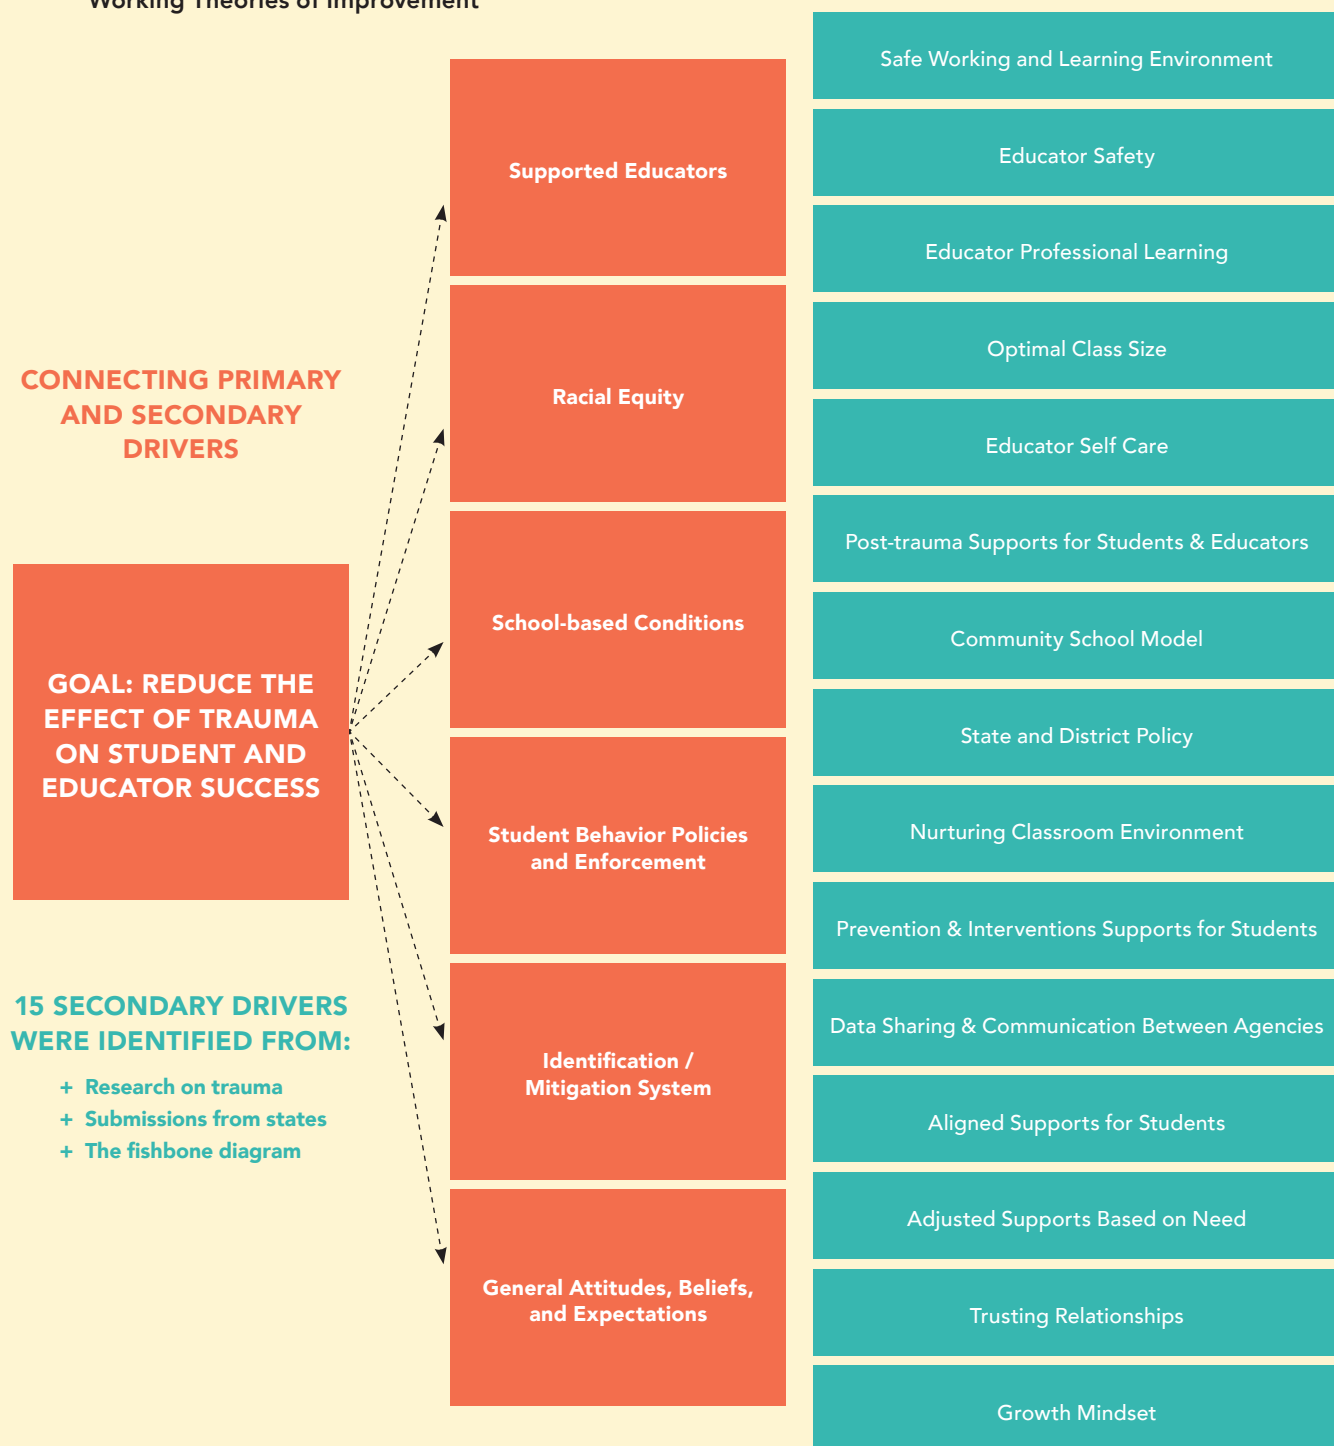 Working Theories of Improvement
CONNECTING PRIMARY
AND SECONDARY
DRIVERS
GOAL: REDUCE THE
EFFECT OF TRAUMA
ON STUDENT AND
EDUCATOR SUCCESS
15 SECONDARY DRIVERS
WERE IDENTIFIED FROM:
+ Research on trauma
+ Submissions from states
+ The fishbone diagram
Supported Educators
Racial Equity
School-based Conditions
Student Behavior Policies
and Enforcement
Identification /
Mitigation System
General Attitudes, Beliefs,
and Expectations
Safe Working and Learning Environment
Educator Safety
Educator Professional Learning
Optimal Class Size
Educator Self Care
Post-trauma Supports for Students & Educators
Community School Model
State and District Policy
Nurturing Classroom Environment
Prevention & Interventions Supports for Students
Data Sharing & Communication Between Agencies
Aligned Supports for Students
Adjusted Supports Based on Need
Trusting Relationships
Growth Mindset